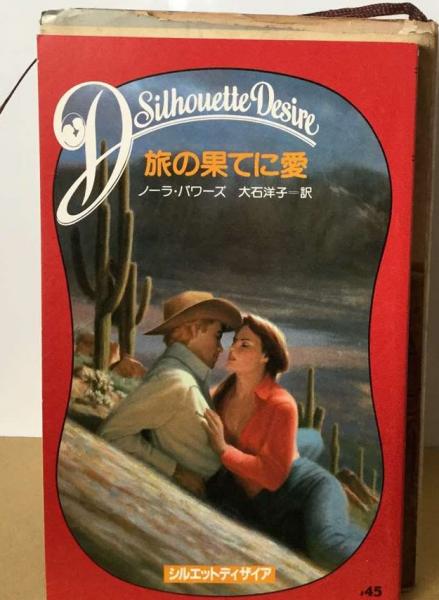 Silhouette Desire
旅の果てに愛
ノーラ・パワーズ 大石洋子=訳
シルエットディザイア
♪45